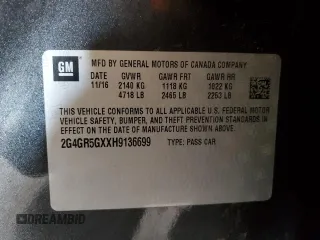 GM
MFD BY GENERAL MOTORS OF CANADA COMPANY
DATE GVWR GAWR FRT GAWR RR
11/16 2140 KG 1118 KG 1022 KG
4718 LB 2465 LB 2253 LB
THIS VEHICLE CONFORMS TO ALL APPLICABLE U.S. FEDERAL MOTOR
VEHICLE SAFETY, BUMPER, AND THEFT PREVENTION STANDARDS
IN EFFECT ON THE DATE OF MANUFACTURE SHOWN ABOVE.
2G4GR5GXXH9136699
TYPE: PASS CAR
DREAMBID